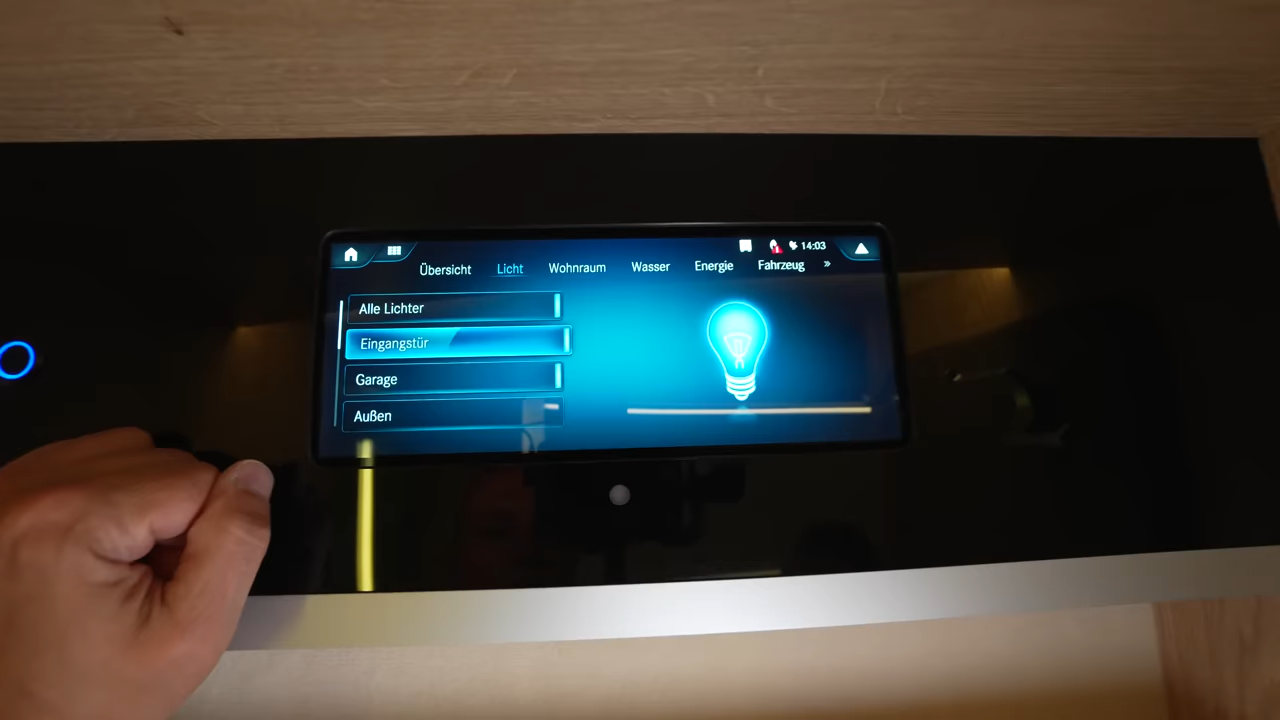 14:03
Übersicht Licht Wohnraum Wasser Energie Fahrzeug »
Alle Lichter
Eingangstür
Garage
Außen